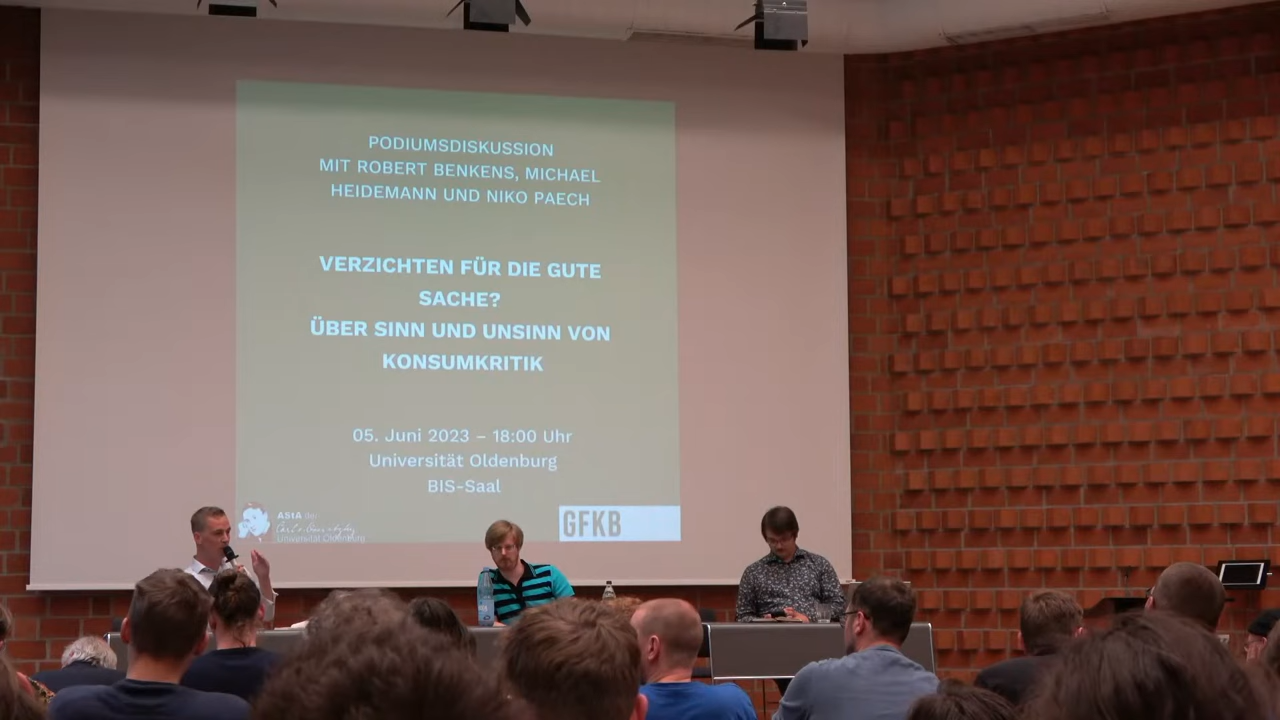 PODIUMSDISKUSSION
MIT ROBERT BENKENS, MICHAEL
HEIDEMANN UND NIKO PAECH
VERZICHTEN FÜR DIE GUTE
SACHE?
ÜBER SINN UND UNSINN VON
KONSUMKRITIK
05. Juni 2023 – 18:00 Uhr
Universität Oldenburg
BIS-Saal
AStA der
Universität Oldenburg
GFKB